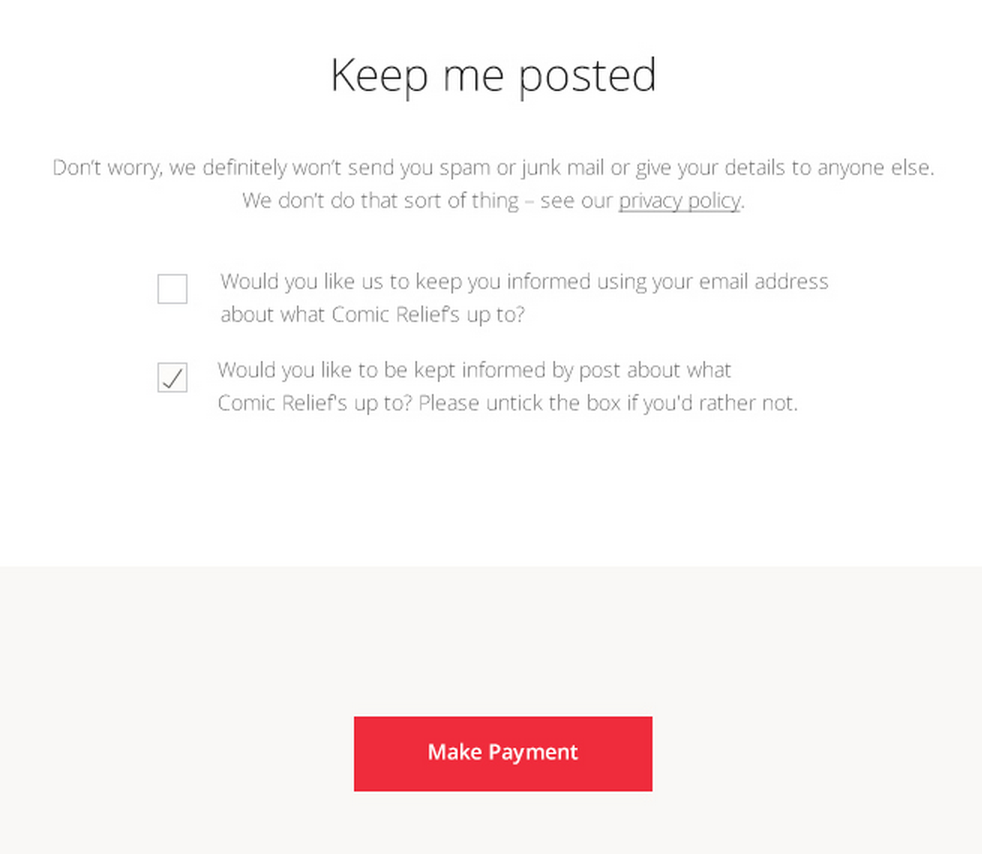 Keep me posted
Don't worry, we definitely won't send you spam or junk mail or give your details to anyone else.
We don't do that sort of thing – see our privacy policy.
Would you like us to keep you informed using your email address
about what Comic Relief's up to?
Would you like to be kept informed by post about what
Comic Relief's up to? Please untick the box if you'd rather not.
Make Payment